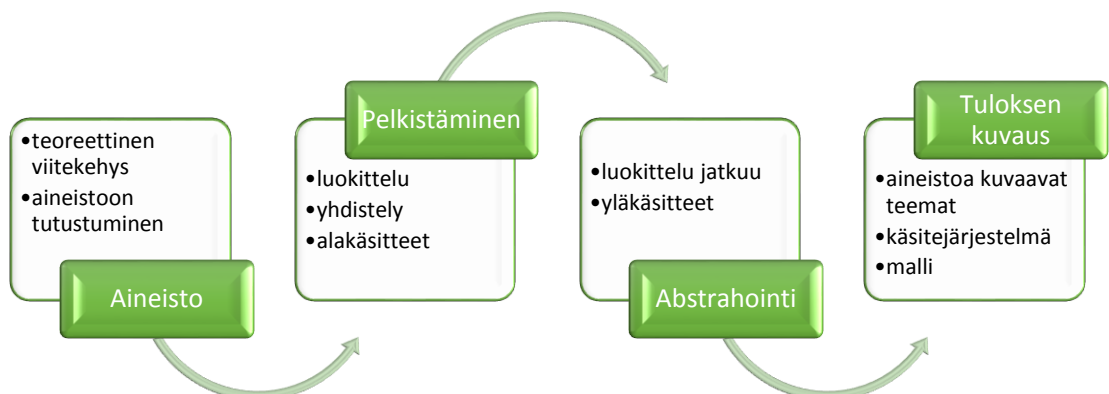 •teoreettinen
viitekehys
•aineistoon
tutustuminen
Aineisto
Pelkistäminen
•luokittelu
•yhdistely
•alakäsitteet
•luokittelu jatkuu
•yläkäsitteet
Abstrahointi
Tuloksen
kuvaus
•aineistoa kuvaavat
teemat
•käsitejärjestelmä
•malli